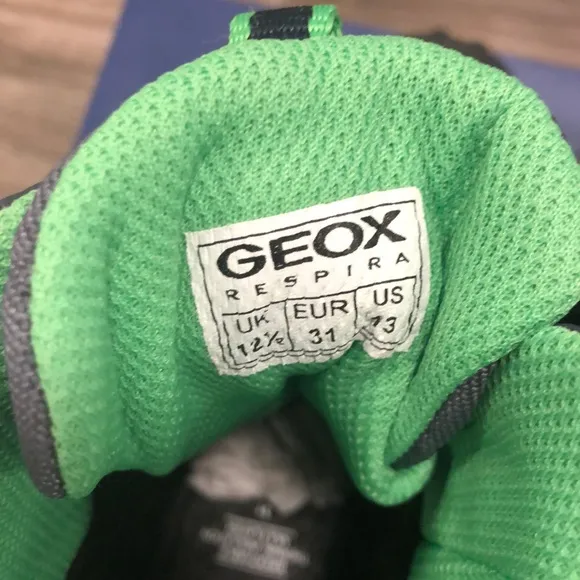 GEOX
RESPIRA
UK EUR US
12½ 31 13